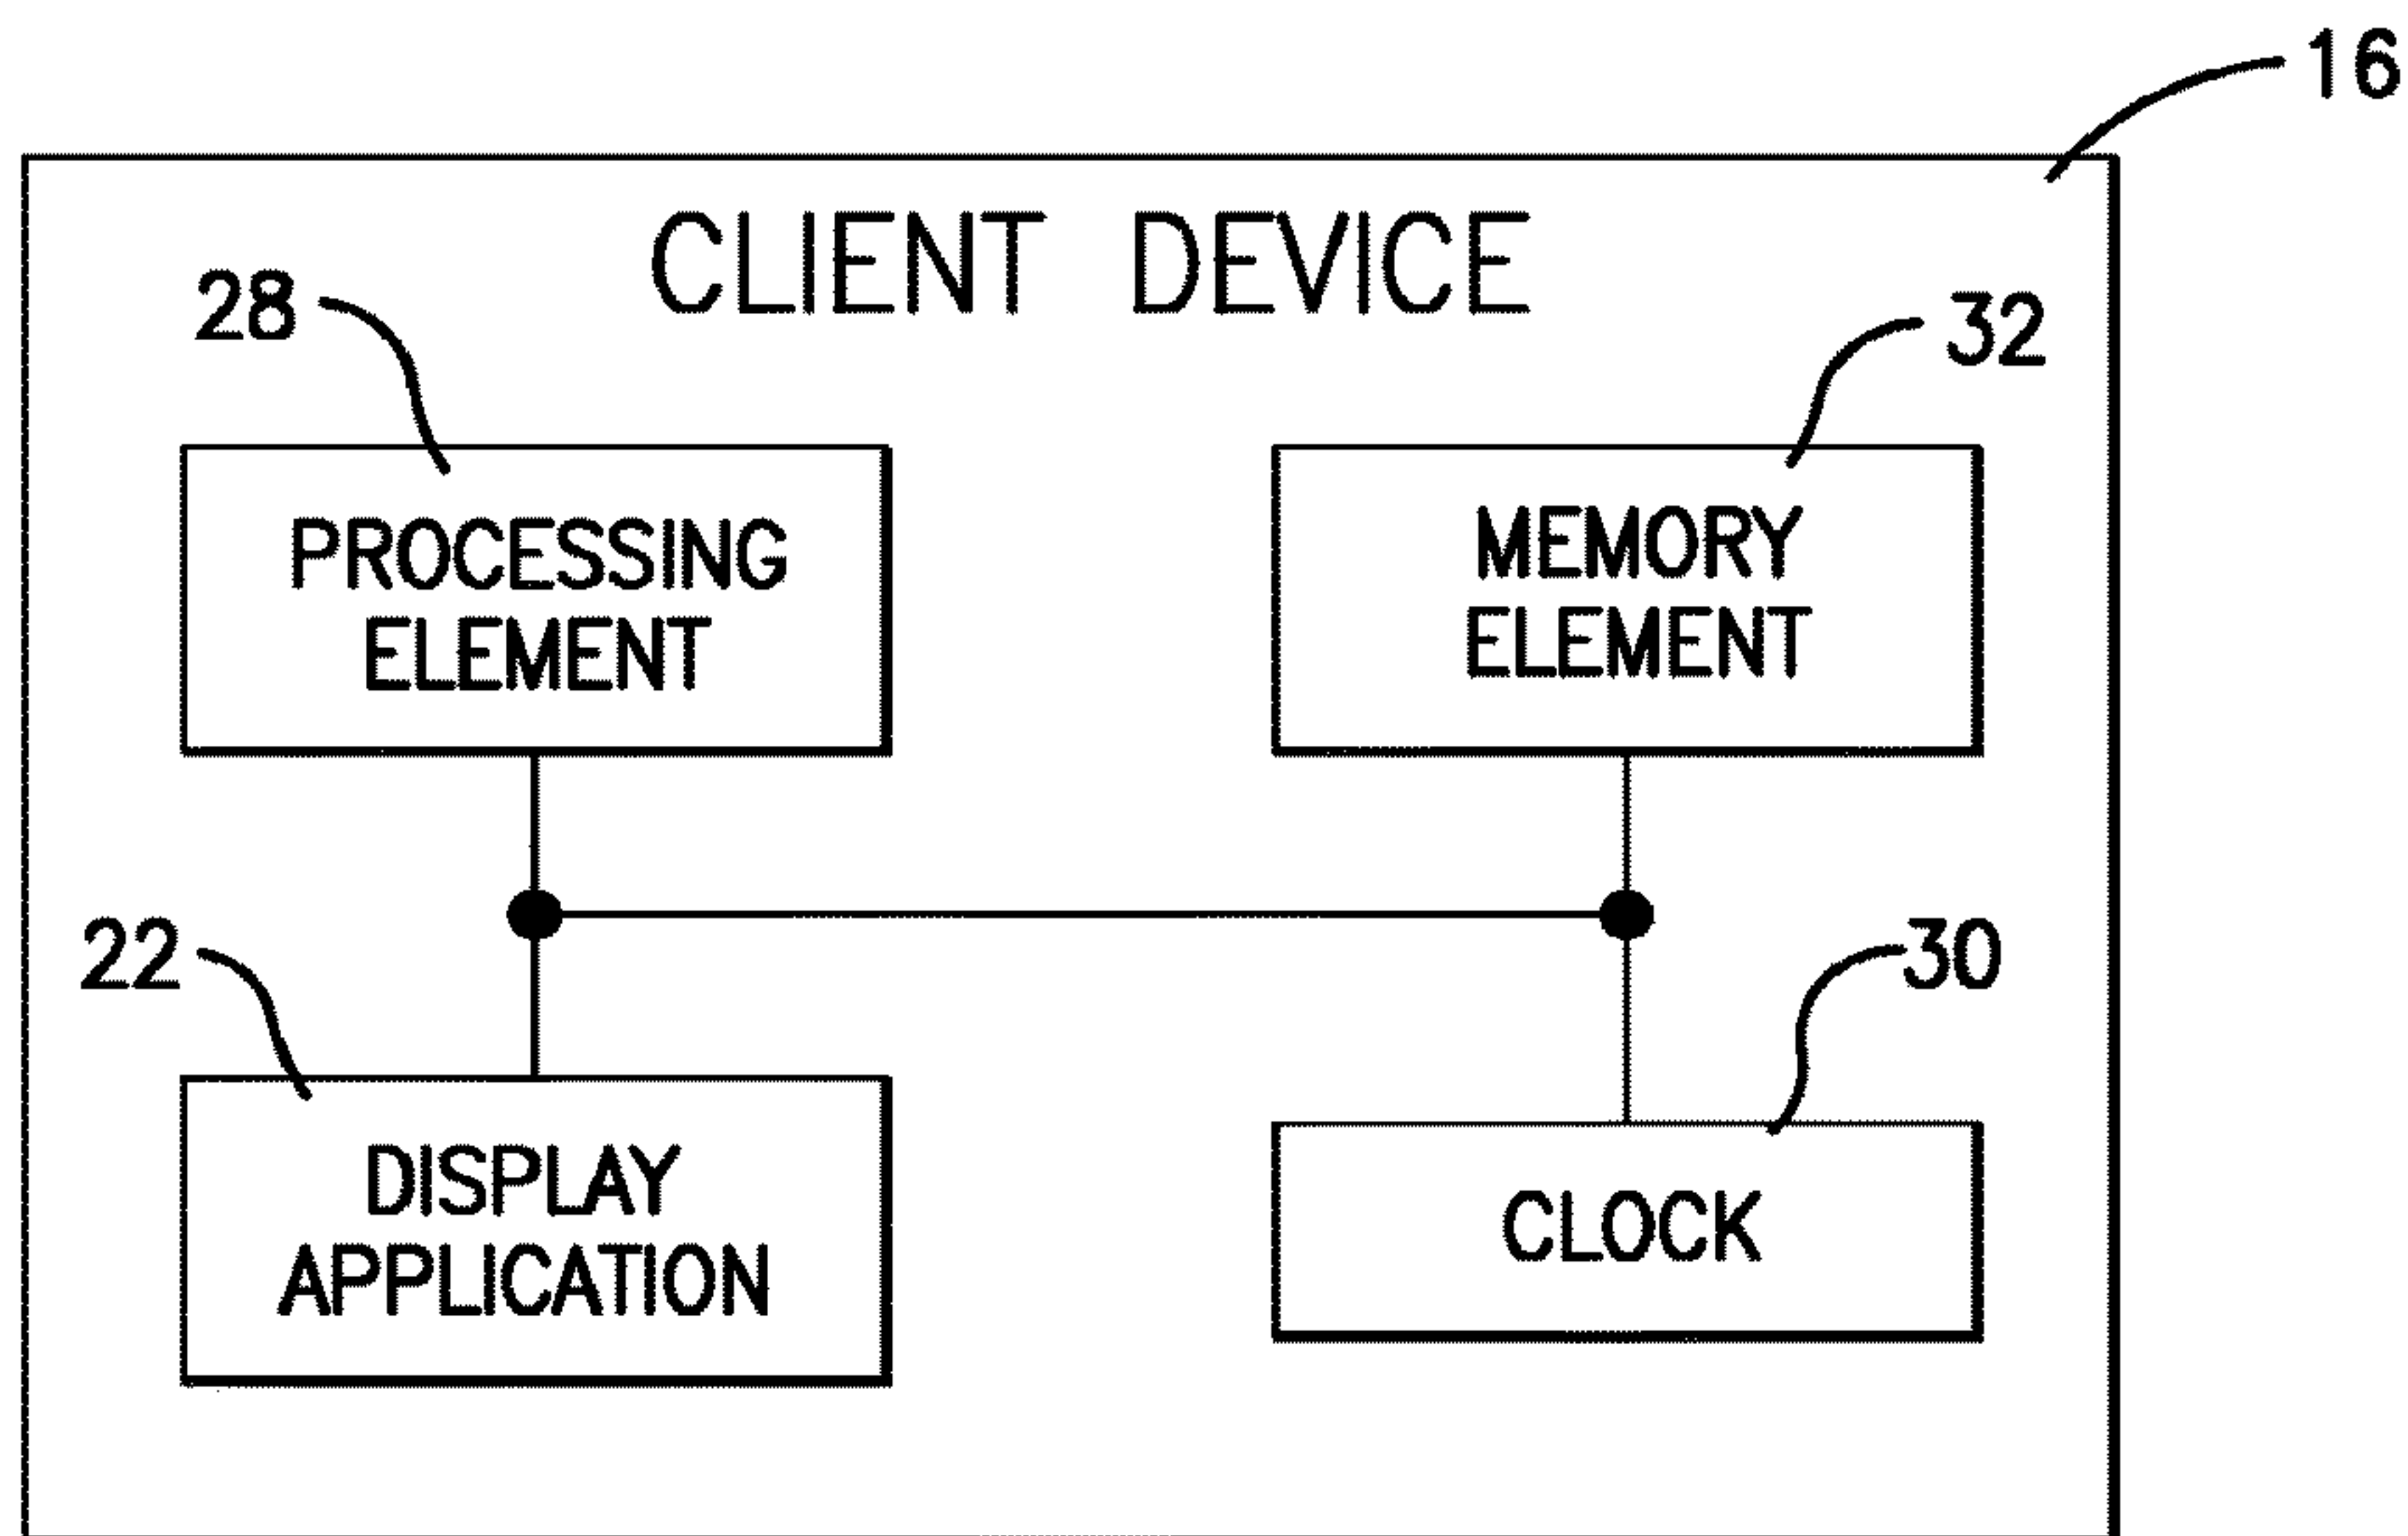 16
CLIENT DEVICE
28
32
PROCESSING
ELEMENT
MEMORY
ELEMENT
22
30
DISPLAY
APPLICATION
CLOCK